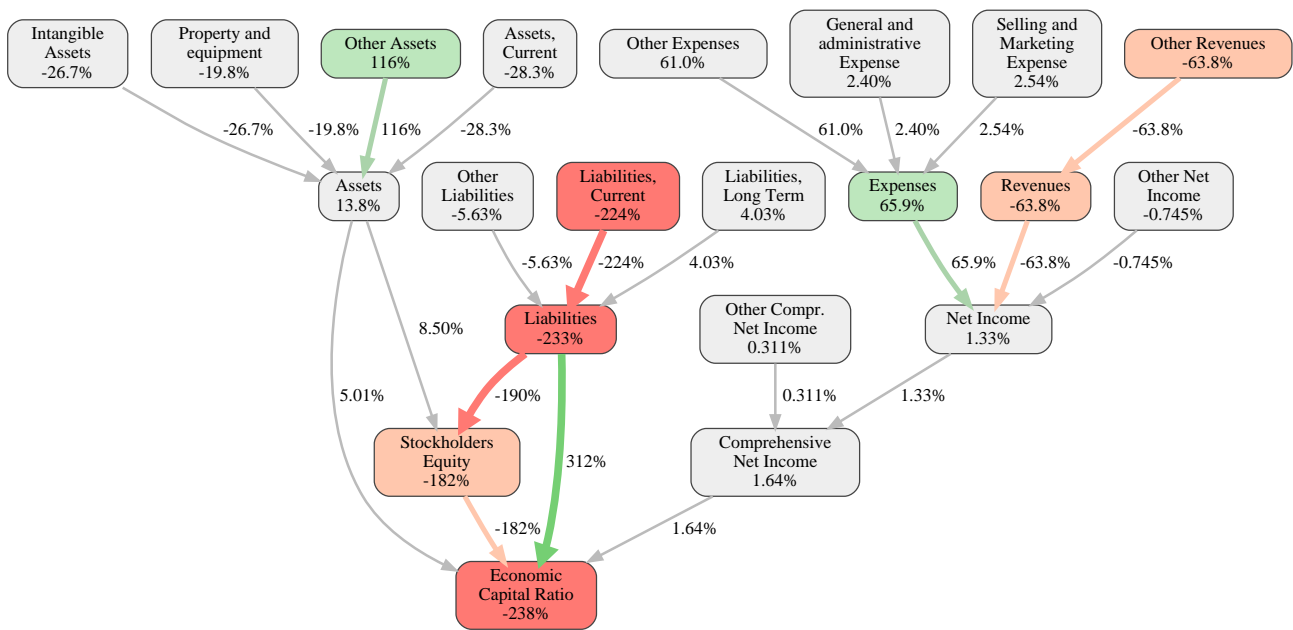 Intangible
Assets
-26.7%
Property and
equipment
-19.8%
Other Assets
116%
Assets,
Current
-28.3%
Other Expenses
61.0%
General and
administrative
Expense
2.40%
Selling and
Marketing
Expense
2.54%
Other Revenues
-63.8%
-26.7%
-19.8%
116%
-28.3%
61.0%
2.40%
2.54%
-63.8%
Assets
13.8%
Other
Liabilities
-5.63%
Liabilities,
Current
-224%
Liabilities,
Long Term
4.03%
Expenses
65.9%
Revenues
-63.8%
Other Net
Income
-0.745%
-5.63%
-224%
4.03%
65.9%
-63.8%
-0.745%
8.50%
Liabilities
-233%
Other Compr.
Net Income
0.311%
Net Income
1.33%
5.01%
-190%
0.311%
1.33%
Stockholders
Equity
-182%
312%
Comprehensive
Net Income
1.64%
-182%
1.64%
Economic
Capital Ratio
-238%